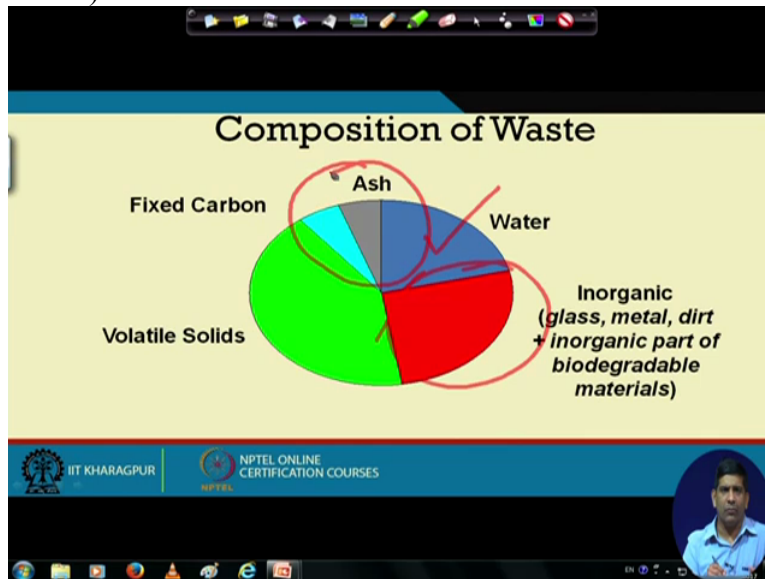 Composition of Waste
Ash
Fixed Carbon
Water
Inorganic
(glass, metal, dirt
+ inorganic part of
biodegradable
materials)
Volatile Solids
IIT KHARAGPUR
NPTEL
NPTEL ONLINE
CERTIFICATION COURSES
EN